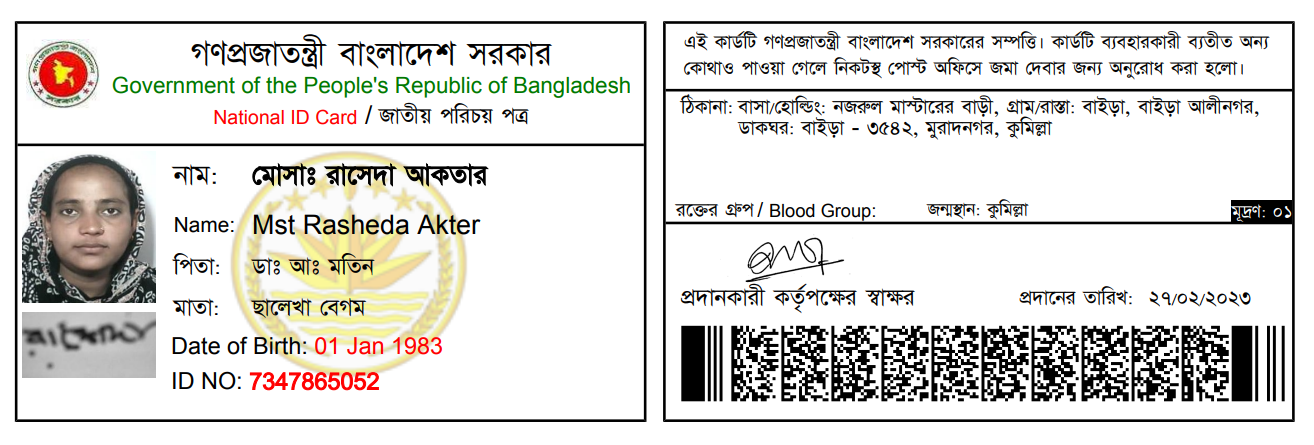 গণপ্রজাতন্ত্রী বাংলাদেশ সরকার
Government of the People's Republic of Bangladesh
National ID Card / জাতীয় পরিচয় পত্র
নাম: মোসাঃ রাসেদা আকতার
Name: Mst Rasheda Akter
পিতা: ডাঃ আঃ মতিন
মাতা: ছালেখা বেগম
Date of Birth: 01 Jan 1983
ID NO: 7347865052
এই কার্ডটি গণপ্রজাতন্ত্রী বাংলাদেশ সরকারের সম্পত্তি। কার্ডটি ব্যবহারকারী ব্যতীত অন্য
কোথাও পাওয়া গেলে নিকটস্থ পোস্ট অফিসে জমা দেবার জন্য অনুরোধ করা হলো।
ঠিকানা: বাসা/হোল্ডিং: নজরুল মাস্টারের বাড়ী, গ্রাম/রাস্তা: বাইড়া, বাইড়া আলীনগর,
ডাকঘর: বাইড়া - ৩৫৪২, মুরাদনগর, কুমিল্লা
রক্তের গ্রুপ / Blood Group: জন্মস্থান: কুমিল্লা মূদ্রণ: ০১
প্রদানকারী কর্তৃপক্ষের স্বাক্ষর প্রদানের তারিখ: ২৭/০২/২০২৩